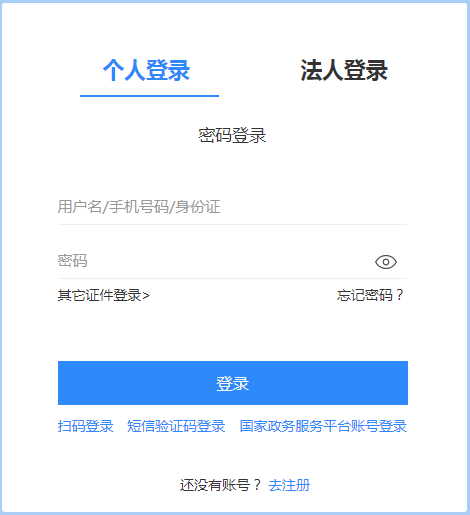 个人登录 法人登录
密码登录
用户名/手机号码/身份证
密码
其它证件登录> 忘记密码？
登录
扫码登录 短信验证码登录 国家政务服务平台账号登录
还没有账号？ 去注册